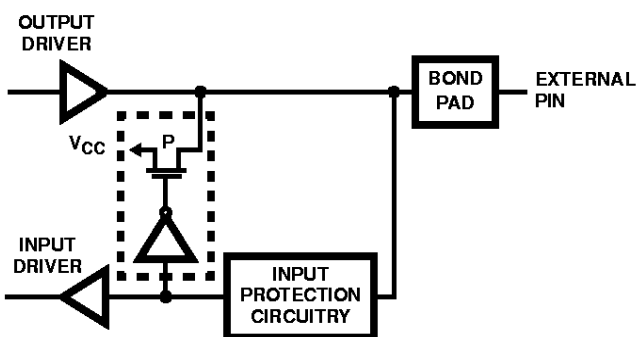 OUTPUT
DRIVER
BOND
PAD
EXTERNAL
PIN
VCC
P
INPUT
DRIVER
INPUT
PROTECTION
CIRCUITRY